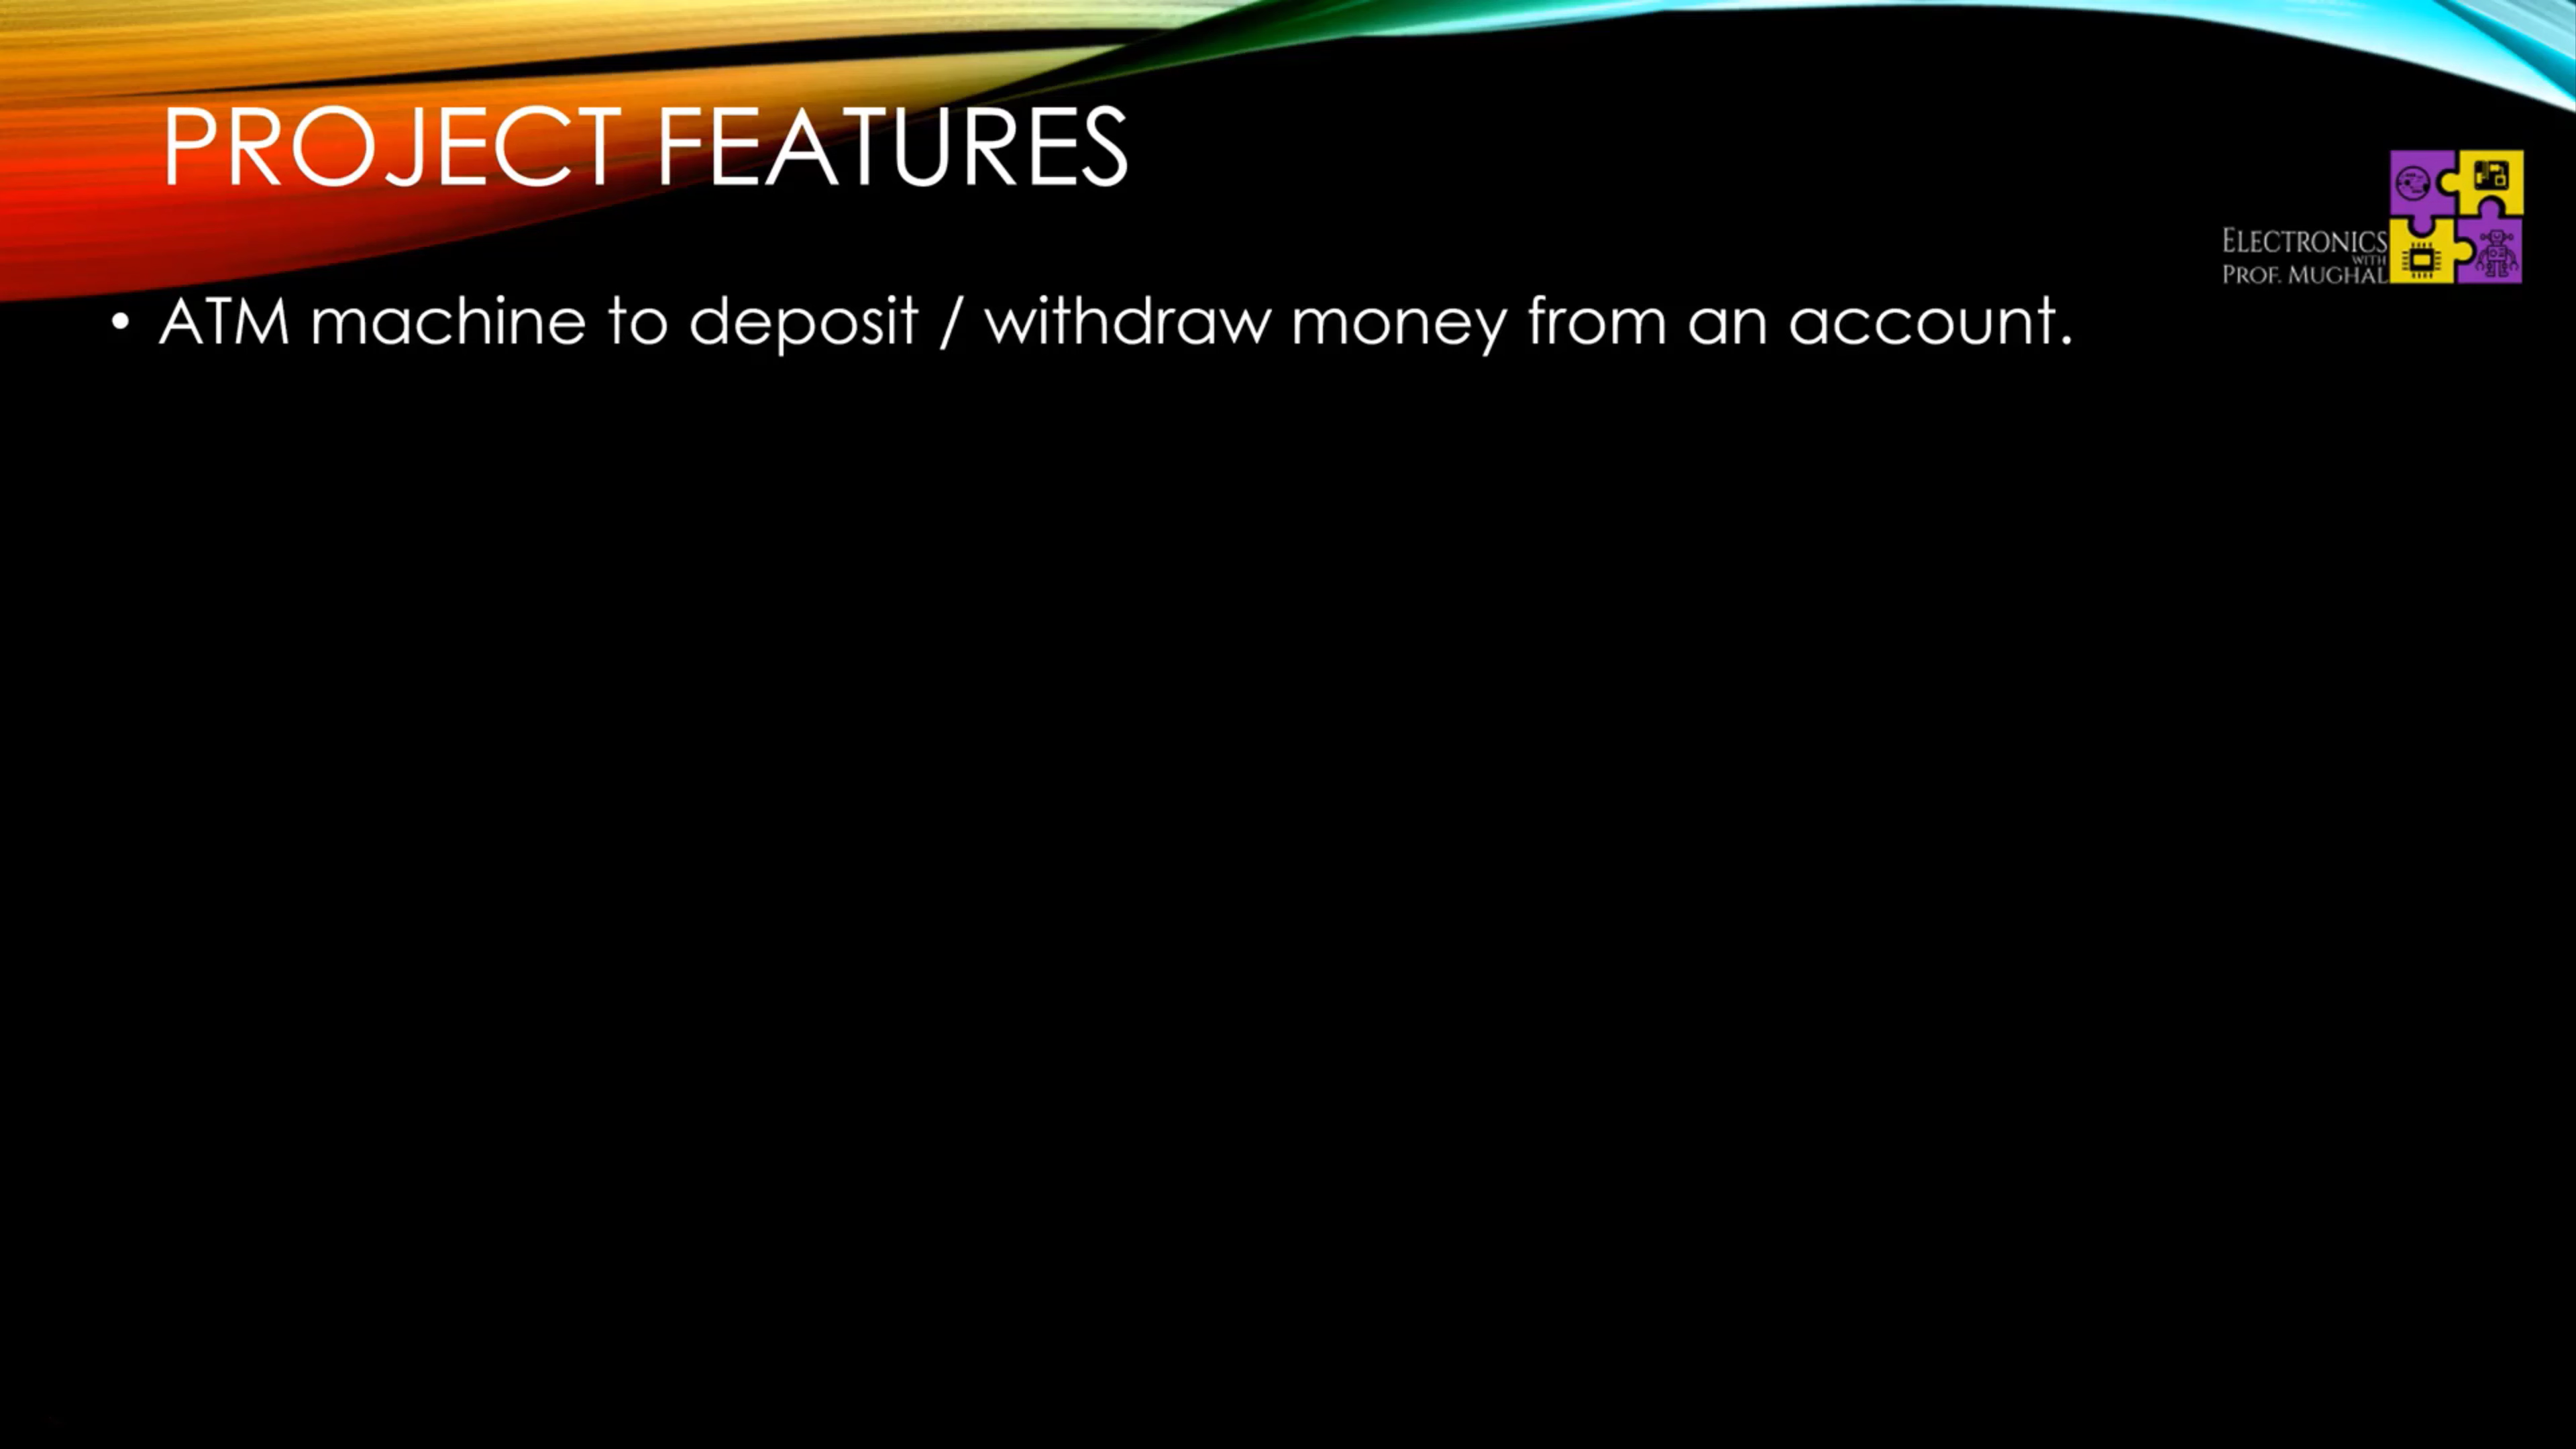 PROJECT FEATURES
ELECTRONICS
WITH
PROF. MUGHAL
• ATM machine to deposit / withdraw money from an account.